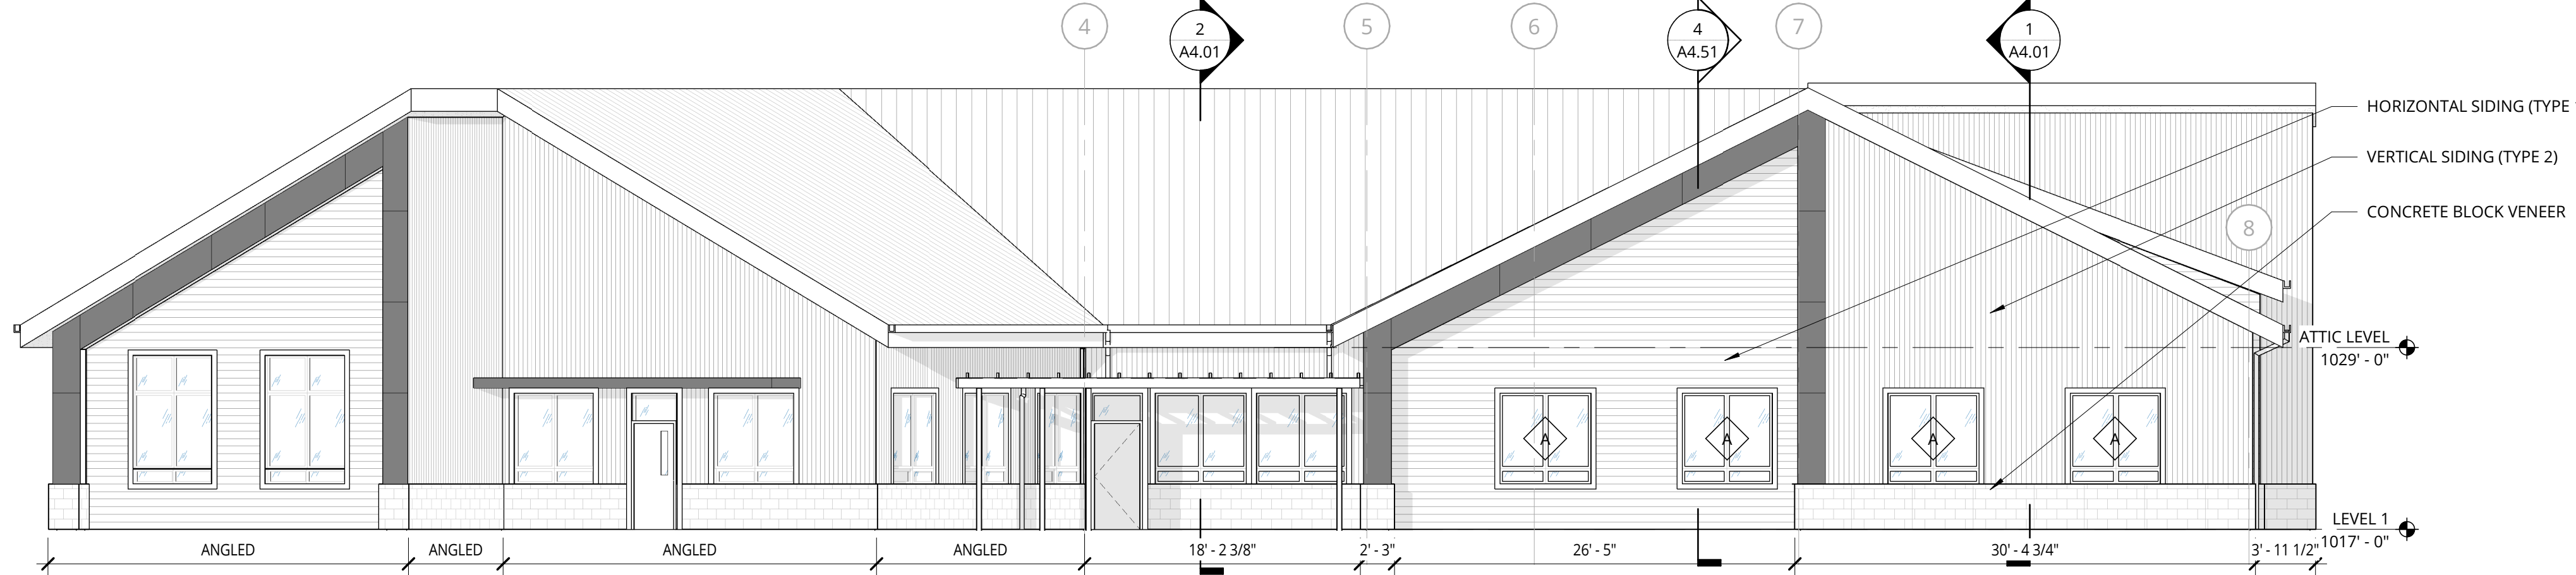 4
2
A4.01
5
6
4
A4.51
7
1
A4.01
HORIZONTAL SIDING (TYPE
VERTICAL SIDING (TYPE 2)
CONCRETE BLOCK VENEER
8
ATTIC LEVEL
1029' - 0"
A
A
A
A
LEVEL 1
1017' - 0"
ANGLED
ANGLED
ANGLED
ANGLED
18' - 2 3/8"
2' - 3"
26' - 5"
30' - 4 3/4"
3' - 11 1/2"